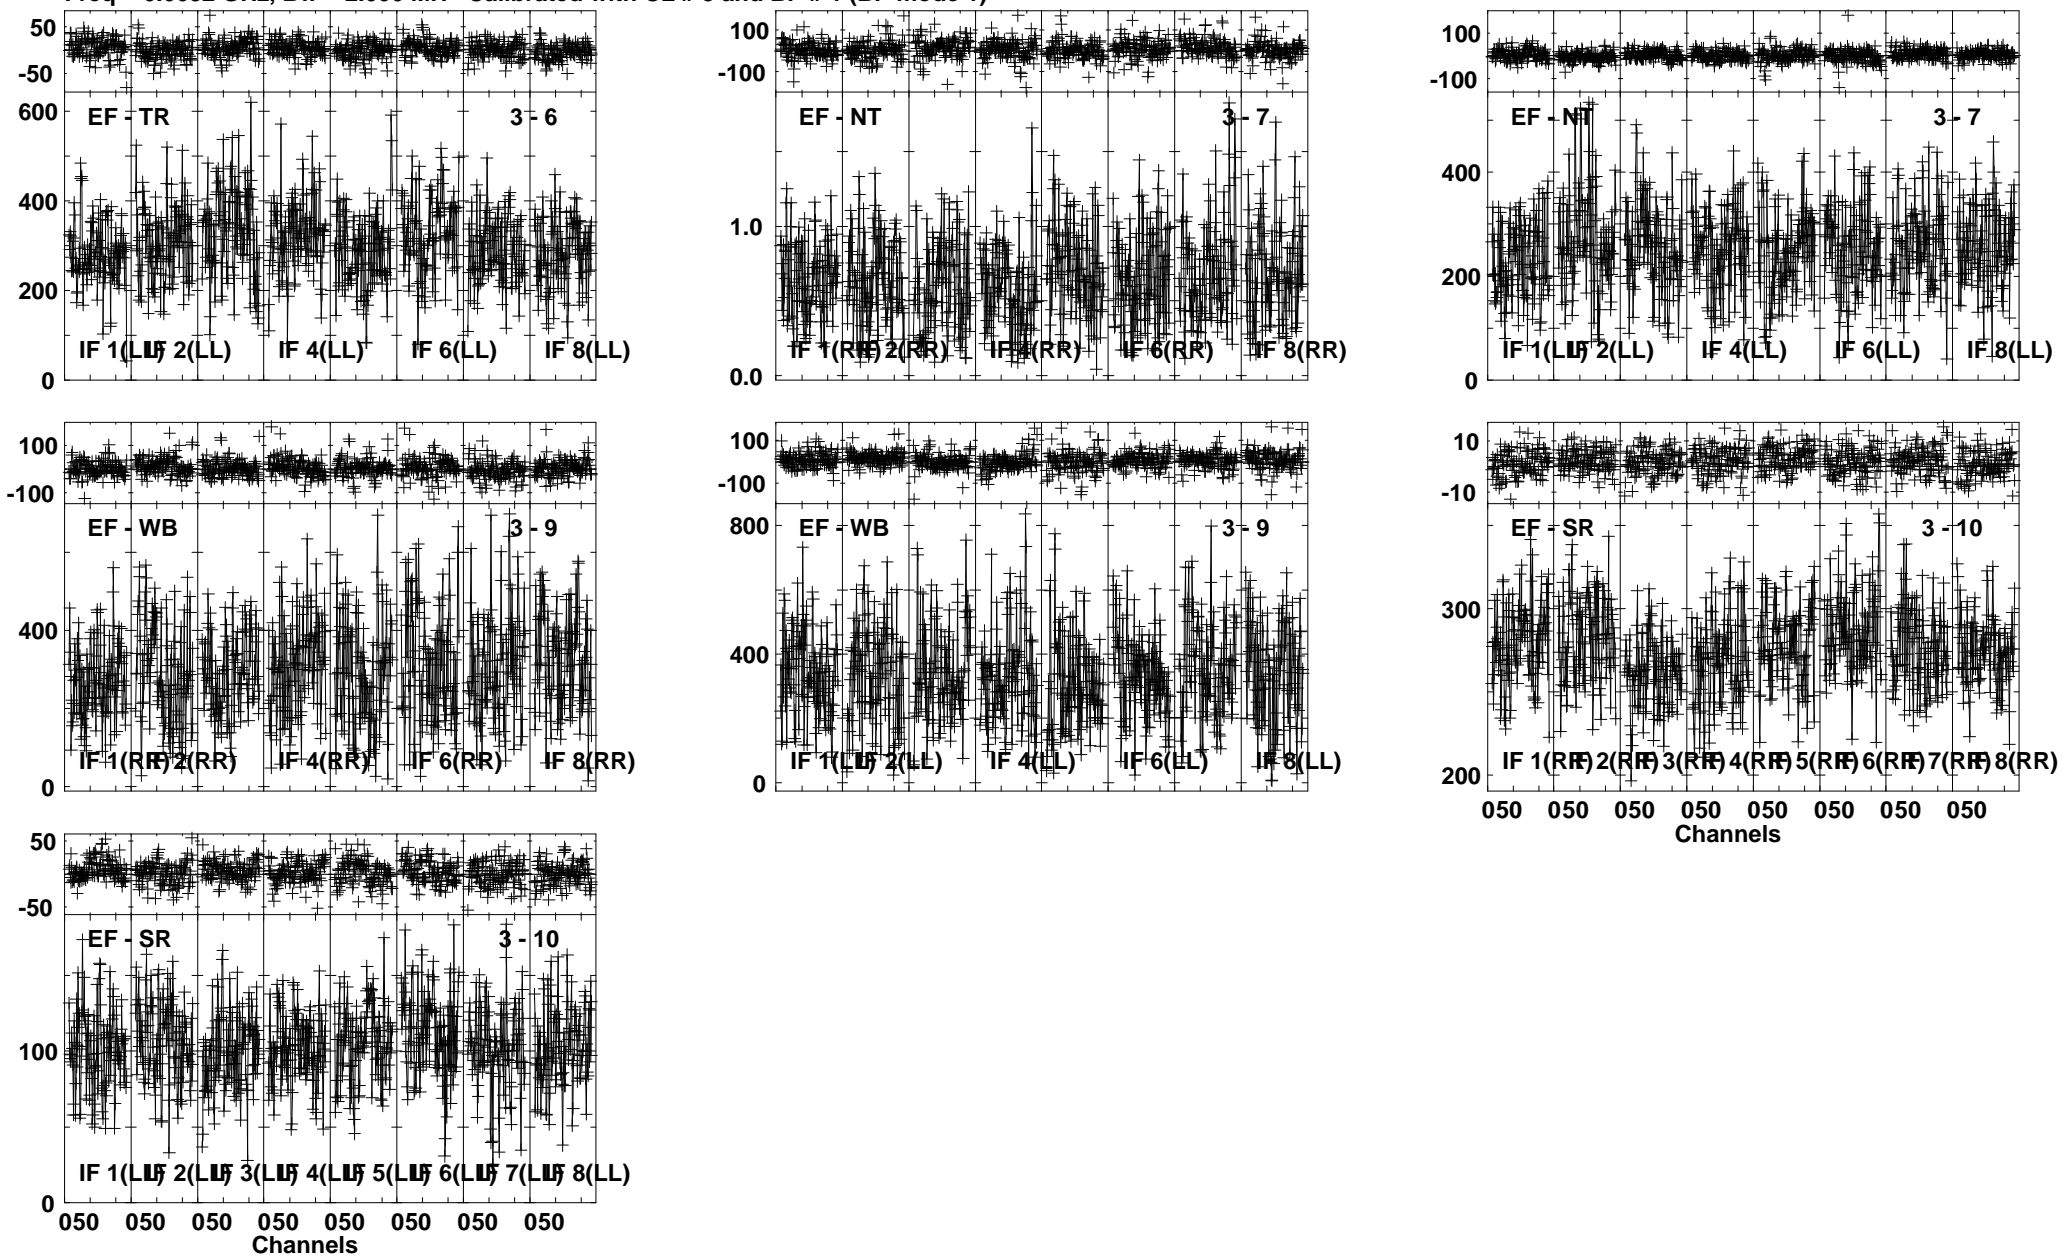 50
-50
EF - TR 3 - 6
600
400
200
0
IF 1(LL) IF 2(LL) IF 4(LL) IF 6(LL) IF 8(LL)
100
-100
EF - NT 3 - 7
1.0
0.0
IF 1(RR) IF 2(RR) IF 4(RR) IF 6(RR) IF 8(RR)
100
-100
EF - NT 3 - 7
400
200
0
IF 1(LL) IF 2(LL) IF 4(LL) IF 6(LL) IF 8(LL)
100
-100
EF - WB 3 - 9
400
0
IF 1(RR) IF 2(RR) IF 4(RR) IF 6(RR) IF 8(RR)
100
-100
EF - WB 3 - 9
800
400
0
IF 1(LL) IF 2(LL) IF 4(LL) IF 6(LL) IF 8(LL)
10
-10
EF - SR 3 - 10
300
200
IF 1(RR) IF 2(RR) IF 3(RR) IF 4(RR) IF 5(RR) IF 6(RR) IF 7(RR) IF 8(RR)
050 050 050 050 050 050 050 050
Channels
50
-50
EF - SR 3 - 10
100
0
IF 1(LL) IF 2(LL) IF 3(LL) IF 4(LL) IF 5(LL) IF 6(LL) IF 7(LL) IF 8(LL)
050 050 050 050 050 050 050 050
Channels